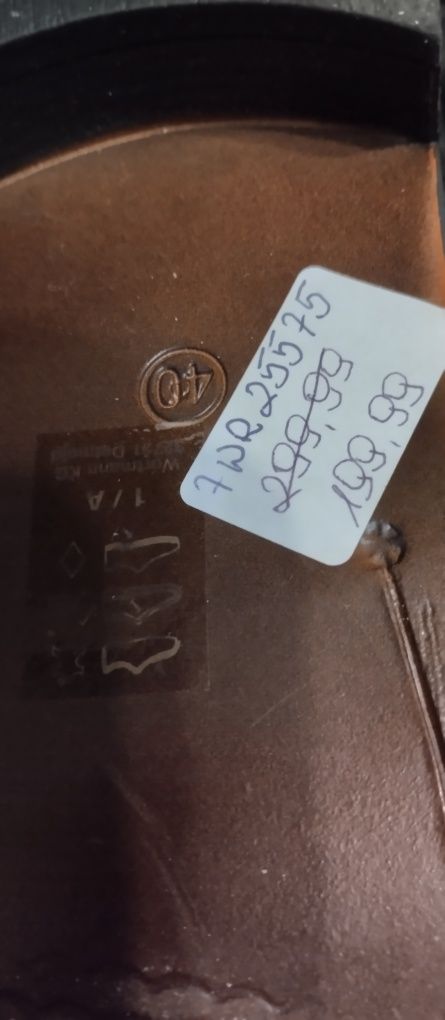 7WR25575
299,99
199,99
40
Wortmann KG
Detmold
1/A